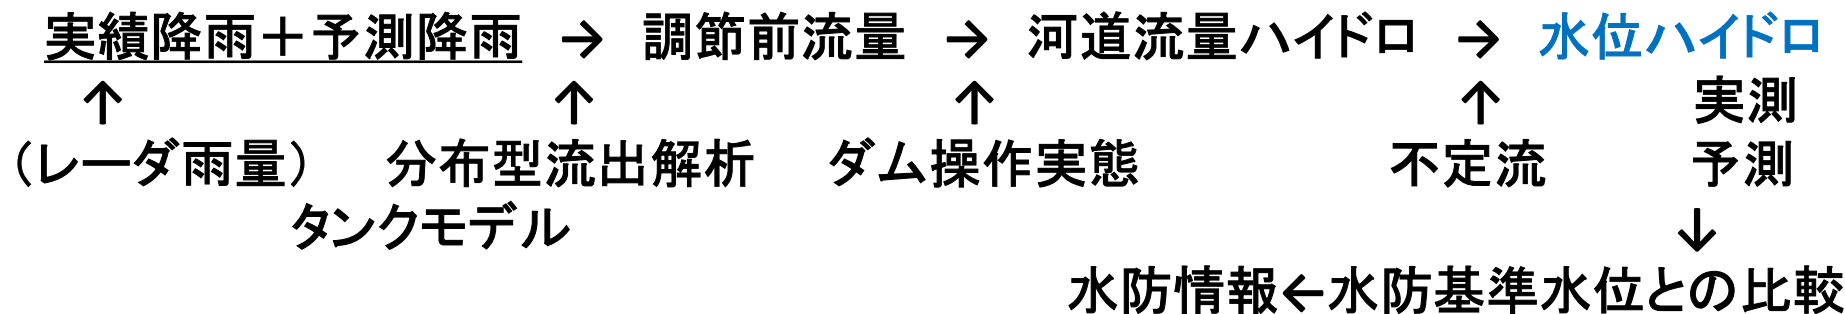 実績降雨＋予測降雨 → 調節前流量 → 河道流量ハイドロ → 水位ハイドロ
↑ ↑ ↑ ↑ 実測
（レーダ雨量） 分布型流出解析 ダム操作実態 不定流 予測
タンクモデル ↓
水防情報←水防基準水位との比較